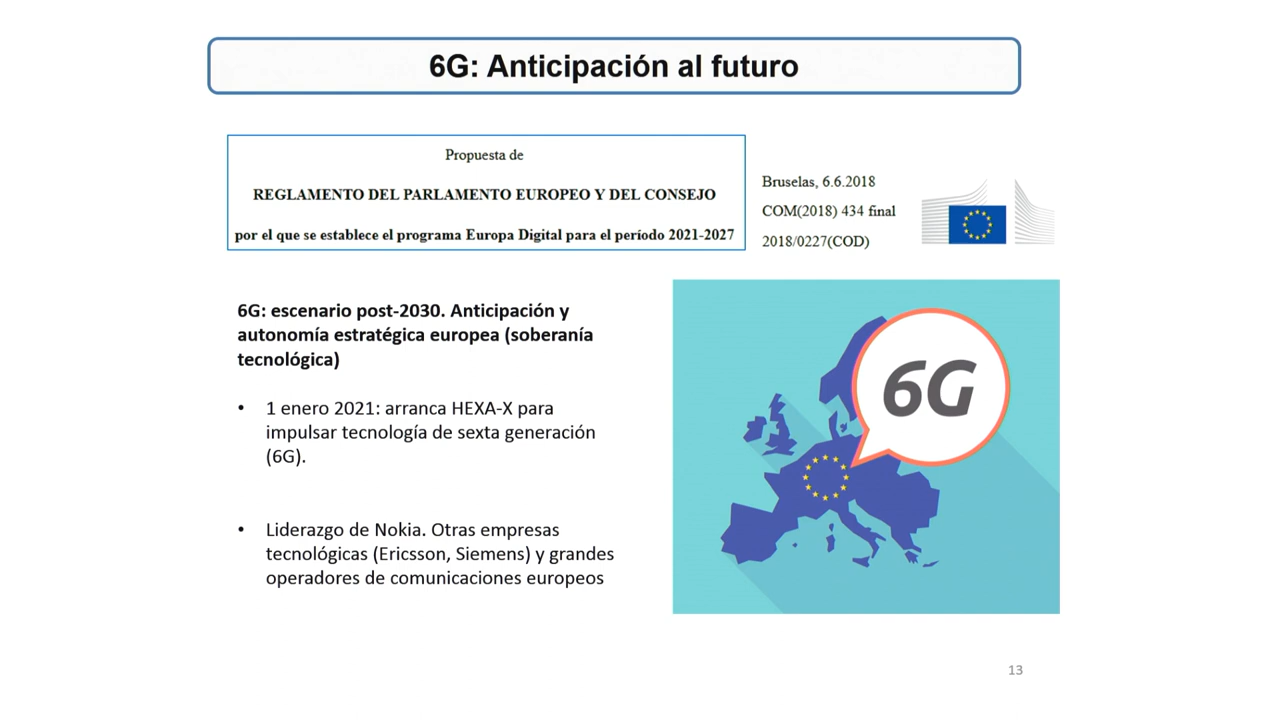 6G: Anticipación al futuro
Propuesta de
REGLAMENTO DEL PARLAMENTO EUROPEO Y DEL CONSEJO
por el que se establece el programa Europa Digital para el período 2021-2027
Bruselas, 6.6.2018
COM(2018) 434 final
2018/0227(COD)
6G: escenario post-2030. Anticipación y
autonomía estratégica europea (soberanía
tecnológica)
• 1 enero 2021: arranca HEXA-X para
impulsar tecnología de sexta generación
(6G).
• Liderazgo de Nokia. Otras empresas
tecnológicas (Ericsson, Siemens) y grandes
operadores de comunicaciones europeos
6G
13